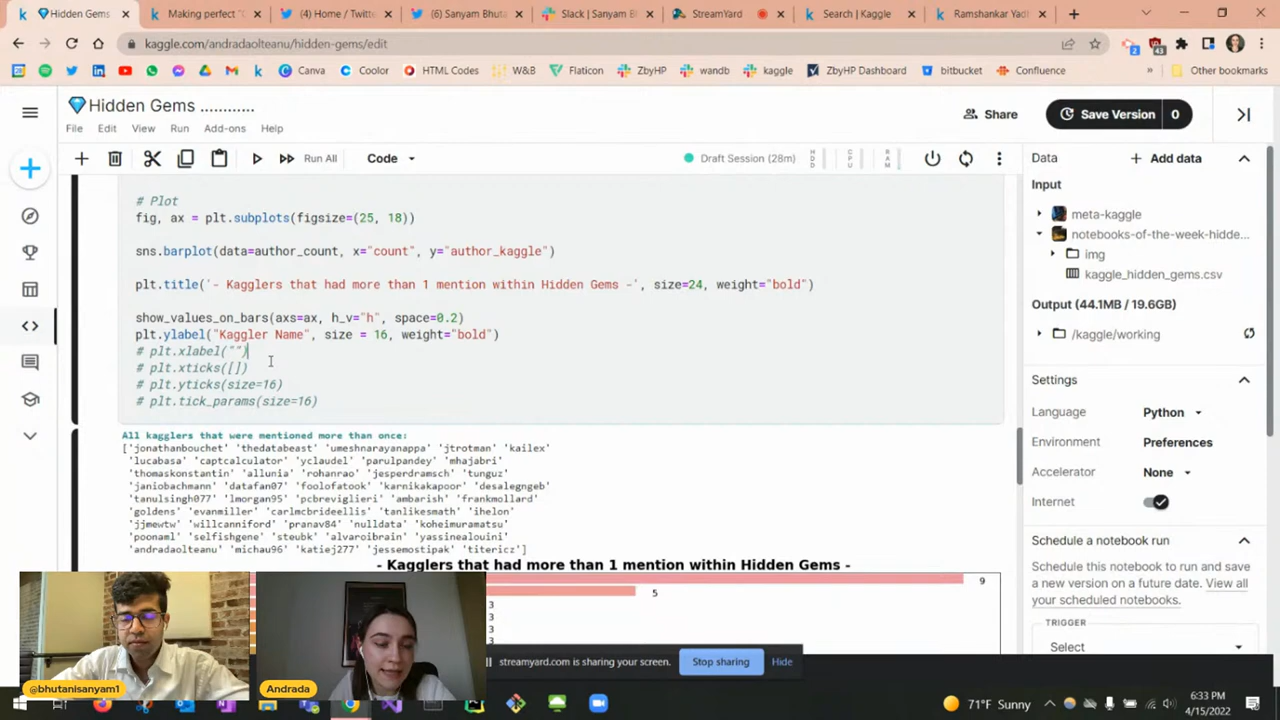 Hidden Gems
Making perfect "C
(4) Home / Twitte
(6) Sanyam Bhuta
Slack | Sanyam B
StreamYard
Search | Kaggle
Ramshankar Yad
kaggle.com/andradaolteanu/hidden-gems/edit
2
43
Canva
Coolor
HTML Codes
W&B
Flaticon
ZbyHP
wandb
kaggle
ZbyHP Dashboard
bitbucket
Confluence
»
Other bookmarks
Hidden Gems ............
Share
Save Version
0
File Edit View Run Add-ons Help
Run All
Code
Draft Session (28m)
HDD
CPU
RAM
# Plot
fig, ax = plt.subplots(figsize=(25, 18))
sns.barplot(data=author_count, x="count", y="author_kaggle")
plt.title('- Kagglers that had more than 1 mention within Hidden Gems -', size=24, weight="bold")
show_values_on_bars(axs=ax, h_v="h", space=0.2)
plt.ylabel("Kaggler Name", size = 16, weight="bold")
# plt.xlabel("")
# plt.xticks([])
# plt.yticks(size=16)
# plt.tick_params(size=16)
All kagglers that were mentioned more than once:
['jonathanbouchet' 'thedatabeast' 'umeshnarayanappa' 'jtrotman' 'kailex'
'lucabasa' 'captcalculator' 'yclaudel' 'parulpandey' 'mhajabri'
'thomaskonstantin' 'allunia' 'rohanrao' 'jesperdramsch' 'tunguz'
'janiobachmann' 'datafan07' 'foolofatook' 'karnikakapoor' 'desalegngeb'
'tanulsingh077' 'lmorgan95' 'pcbreviglieri' 'ambarish' 'frankmollard'
'goldens' 'evanmiller' 'carlmcbrideellis' 'tanlikesmath' 'ihelon'
'jjmewtw' 'willcanniford' 'pranav84' 'nulldata' 'koheimuratsu'
'poonaml' 'selfishgene' 'steubk' 'alvaroibrain' 'yassinealouini'
'andradaolteanu' 'michau96' 'katiej277' 'jessemostipak' 'titericz']
- Kagglers that had more than 1 mention within Hidden Gems -
9
5
3
3
3
3
Data
Add data
Input
meta-kaggle
notebooks-of-the-week-hidde...
img
kaggle_hidden_gems.csv
Output (44.1MB / 19.6GB)
/kaggle/working
Settings
Language
Python
Environment
Preferences
Accelerator
None
Internet
Schedule a notebook run
Schedule this notebook to run and save
a new version on a future date. View all
your scheduled notebooks.
TRIGGER
Select
@bhutanisanyam1
Andrada
streamyard.com is sharing your screen.
Stop sharing
Hide
71°F Sunny
6:33 PM
4/15/2022